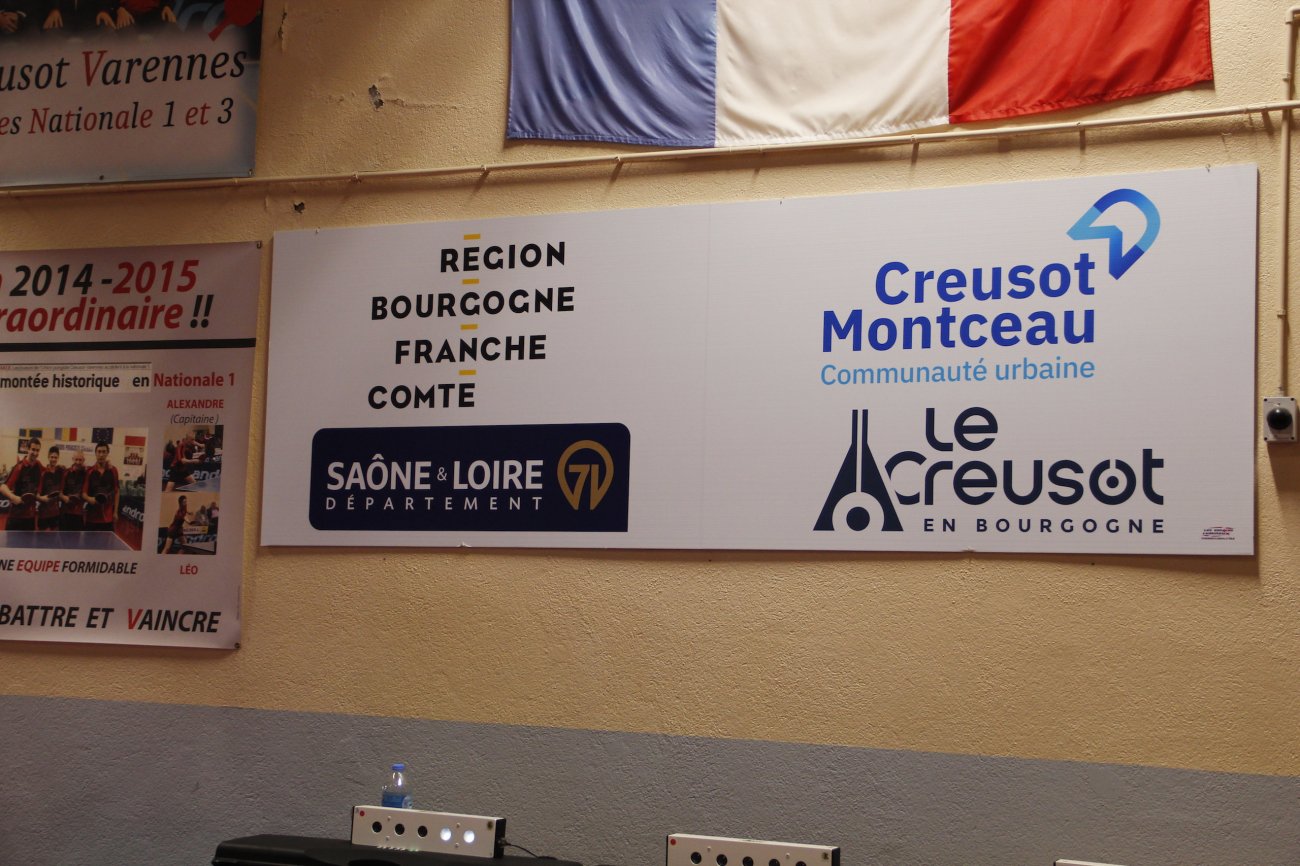 usot Varennes
es Nationale 1 et 3
2014 -2015
raordinaire !!
montée historique en Nationale 1
ALEXANDRE
(Capitaine)
NE EQUIPE FORMIDABLE
LÉO
BATTRE ET VAINCRE
RÉGION
BOURGOGNE
FRANCHE
COMTE
SAÔNE & LOIRE 71
DÉPARTEMENT
Creusot
Montceau
Communauté urbaine
Le
Creusot
EN BOURGOGNE